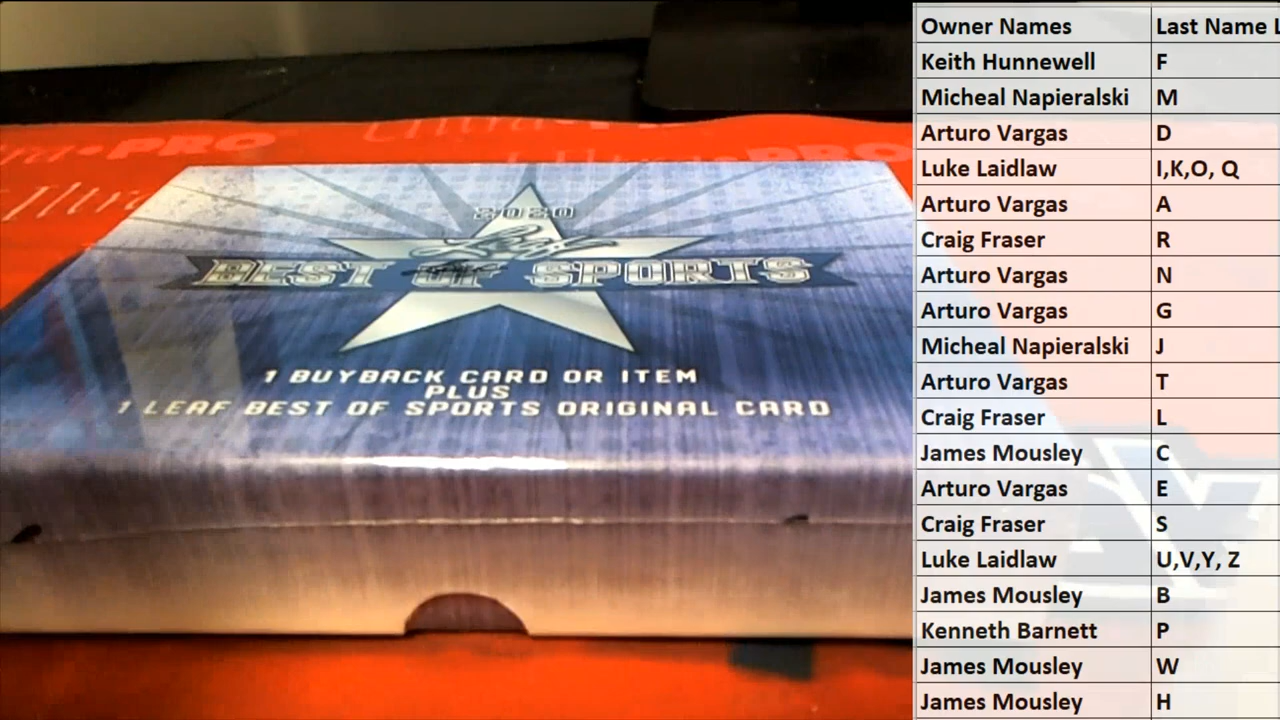 Ultra•PRO
2020
Leaf
BEST OF SPORTS
1 BUYBACK CARD OR ITEM
PLUS
1 LEAF BEST OF SPORTS ORIGINAL CARD
Owner Names Last Name L
Keith Hunnewell F
Micheal Napieralski M
Arturo Vargas D
Luke Laidlaw I,K,O, Q
Arturo Vargas A
Craig Fraser R
Arturo Vargas N
Arturo Vargas G
Micheal Napieralski J
Arturo Vargas T
Craig Fraser L
James Mousley C
Arturo Vargas E
Craig Fraser S
Luke Laidlaw U,V,Y, Z
James Mousley B
Kenneth Barnett P
James Mousley W
James Mousley H